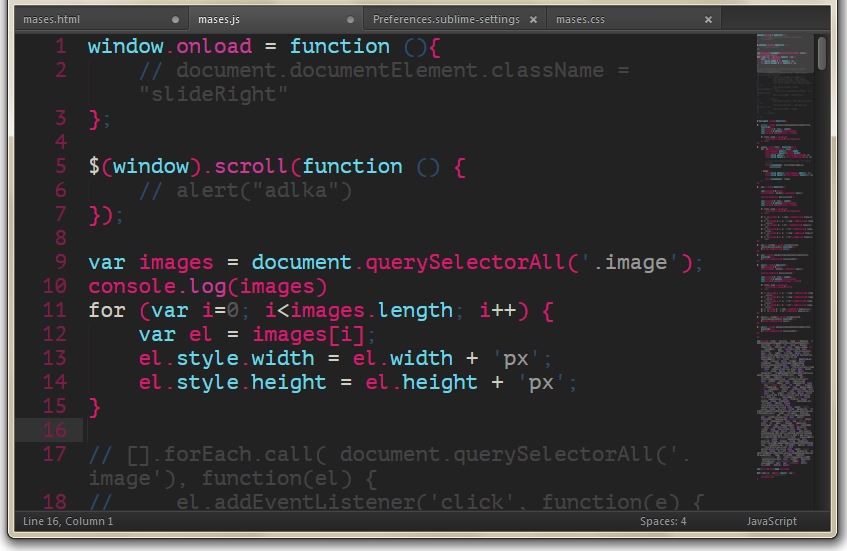 mases.html
mases.js
Preferences.sublime-settings
mases.css
1 window.onload = function (){
2 // document.documentElement.className =
"slideRight"
3 };
4
5 $(window).scroll(function () {
6 // alert("adlka")
7 });
8
9 var images = document.querySelectorAll('.image');
10 console.log(images)
11 for (var i=0; i<images.length; i++) {
12 var el = images[i];
13 el.style.width = el.width + 'px';
14 el.style.height = el.height + 'px';
15 }
16
17 // [].forEach.call( document.querySelectorAll('.
image'), function(el) {
18 // el.addEventListener('click', function(e) {
Line 16, Column 1
Spaces: 4
JavaScript